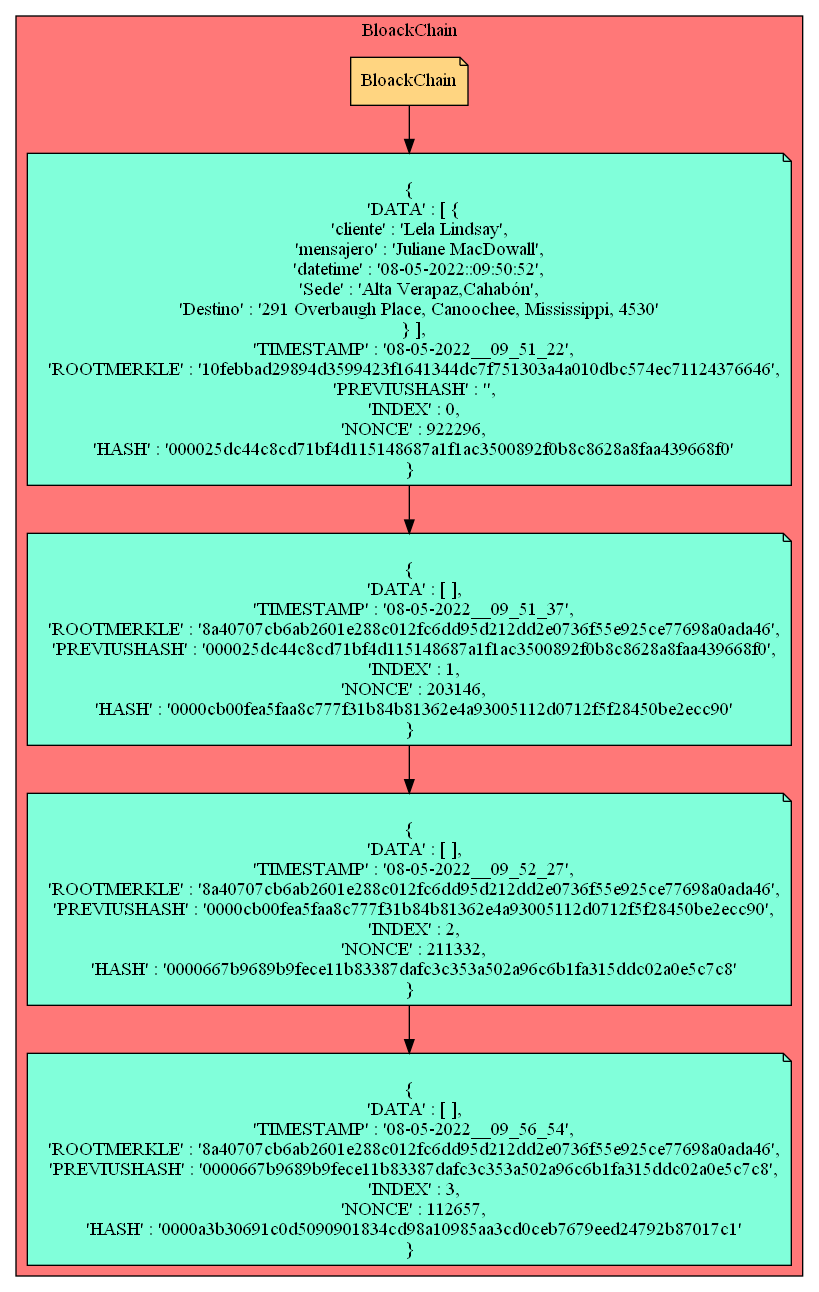 BloackChain
BloackChain
{
'DATA' : [ {
'cliente' : 'Lela Lindsay',
'mensajero' : 'Juliane MacDowall',
'datetime' : '08-05-2022::09:50:52',
'Sede' : 'Alta Verapaz,Cahabón',
'Destino' : '291 Overbaugh Place, Canoochee, Mississippi, 4530'
} ],
'TIMESTAMP' : '08-05-2022__09_51_22',
'ROOTMERKLE' : '10febbad29894d3599423f1641344dc7f751303a4a010dbc574ec71124376646',
'PREVIUSHASH' : '',
'INDEX' : 0,
'NONCE' : 922296,
'HASH' : '000025dc44c8cd71bf4d115148687a1f1ac3500892f0b8c8628a8faa439668f0'
}
{
'DATA' : [ ],
'TIMESTAMP' : '08-05-2022__09_51_37',
'ROOTMERKLE' : '8a40707cb6ab2601e288c012fc6dd95d212dd2e0736f55e925ce77698a0ada46',
'PREVIUSHASH' : '000025dc44c8cd71bf4d115148687a1f1ac3500892f0b8c8628a8faa439668f0',
'INDEX' : 1,
'NONCE' : 203146,
'HASH' : '0000cb00fea5faa8c777f31b84b81362e4a93005112d0712f5f28450be2ecc90'
}
{
'DATA' : [ ],
'TIMESTAMP' : '08-05-2022__09_52_27',
'ROOTMERKLE' : '8a40707cb6ab2601e288c012fc6dd95d212dd2e0736f55e925ce77698a0ada46',
'PREVIUSHASH' : '0000cb00fea5faa8c777f31b84b81362e4a93005112d0712f5f28450be2ecc90',
'INDEX' : 2,
'NONCE' : 211332,
'HASH' : '0000667b9689b9fece11b83387dafc3c353a502a96c6b1fa315ddc02a0e5c7c8'
}
{
'DATA' : [ ],
'TIMESTAMP' : '08-05-2022__09_56_54',
'ROOTMERKLE' : '8a40707cb6ab2601e288c012fc6dd95d212dd2e0736f55e925ce77698a0ada46',
'PREVIUSHASH' : '0000667b9689b9fece11b83387dafc3c353a502a96c6b1fa315ddc02a0e5c7c8',
'INDEX' : 3,
'NONCE' : 112657,
'HASH' : '0000a3b30691c0d5090901834cd98a10985aa3cd0ceb7679eed24792b87017c1'
}